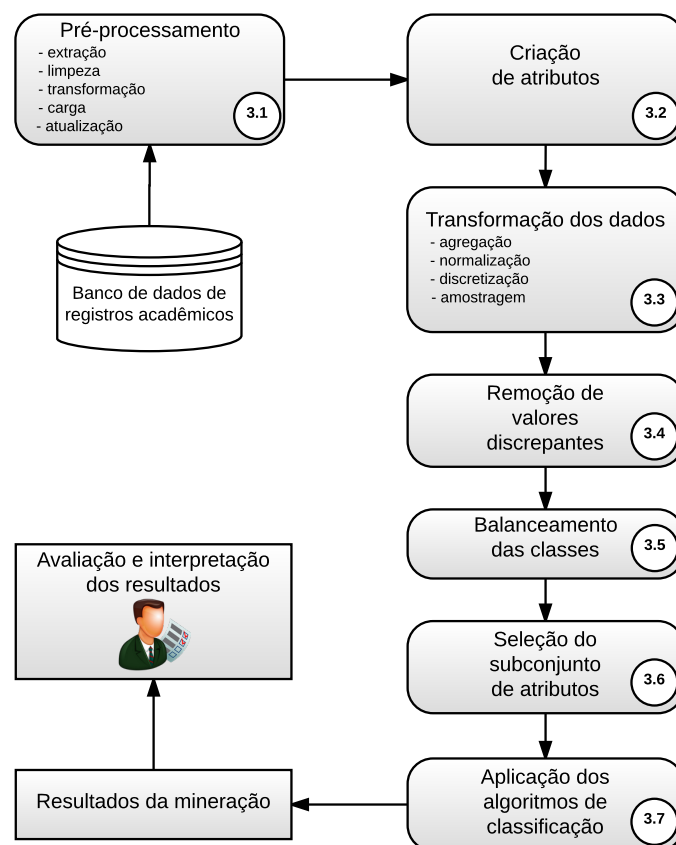 Pré-processamento
- extração
- limpeza
- transformação
- carga
- atualização
3.1
Criação
de atributos
3.2
Banco de dados de
registros acadêmicos
Transformação dos dados
- agregação
- normalização
- discretização
- amostragem
3.3
Remoção de
valores
discrepantes
3.4
Balanceamento
das classes
3.5
Seleção do
subconjunto
de atributos
3.6
Aplicação dos
algoritmos de
classificação
3.7
Resultados da mineração
Avaliação e interpretação
dos resultados